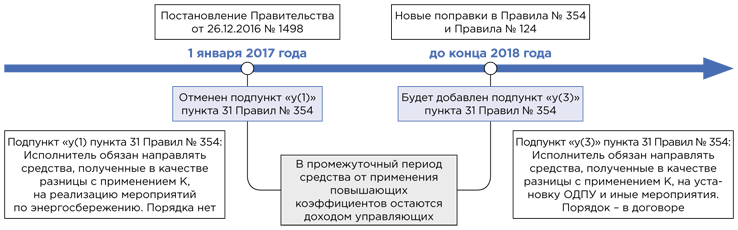 Постановление Правительства
от 26.12.2016 № 1498
Новые поправки в Правила № 354
и Правила № 124
1 января 2017 года
до конца 2018 года
Отменен подпункт «у(1)»
пункта 31 Правил № 354
Будет добавлен подпункт «у(3)»
пункта 31 Правил № 354
Подпункт «у(1) пункта 31 Правил № 354:
Исполнитель обязан направлять
средства, полученные в качестве
разницы с применением К,
на реализацию мероприятий
по энергосбережению. Порядка нет
В промежуточный период
средства от применения
повышающих
коэффициентов остаются
доходом управляющих
Подпункт «у(3)» пункта 31 Правил № 354:
Исполнитель обязан направлять
средства, полученные в качестве
разницы с применением К, на уста-
новку ОДПУ и иные мероприятия.
Порядок – в договоре